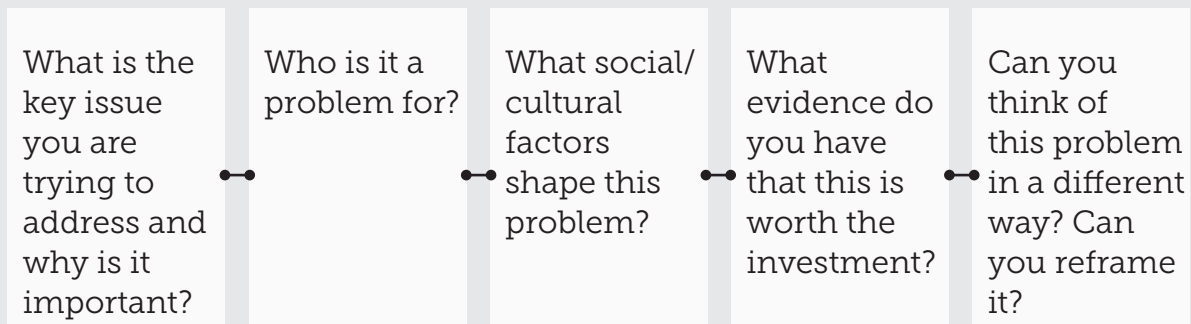 What is the
key issue
you are
trying to
address and
why is it
important?
Who is it a
problem for?
What social/
cultural
factors
shape this
problem?
What
evidence do
you have
that this is
worth the
investment?
Can you
think of
this problem
in a different
way? Can
you reframe
it?